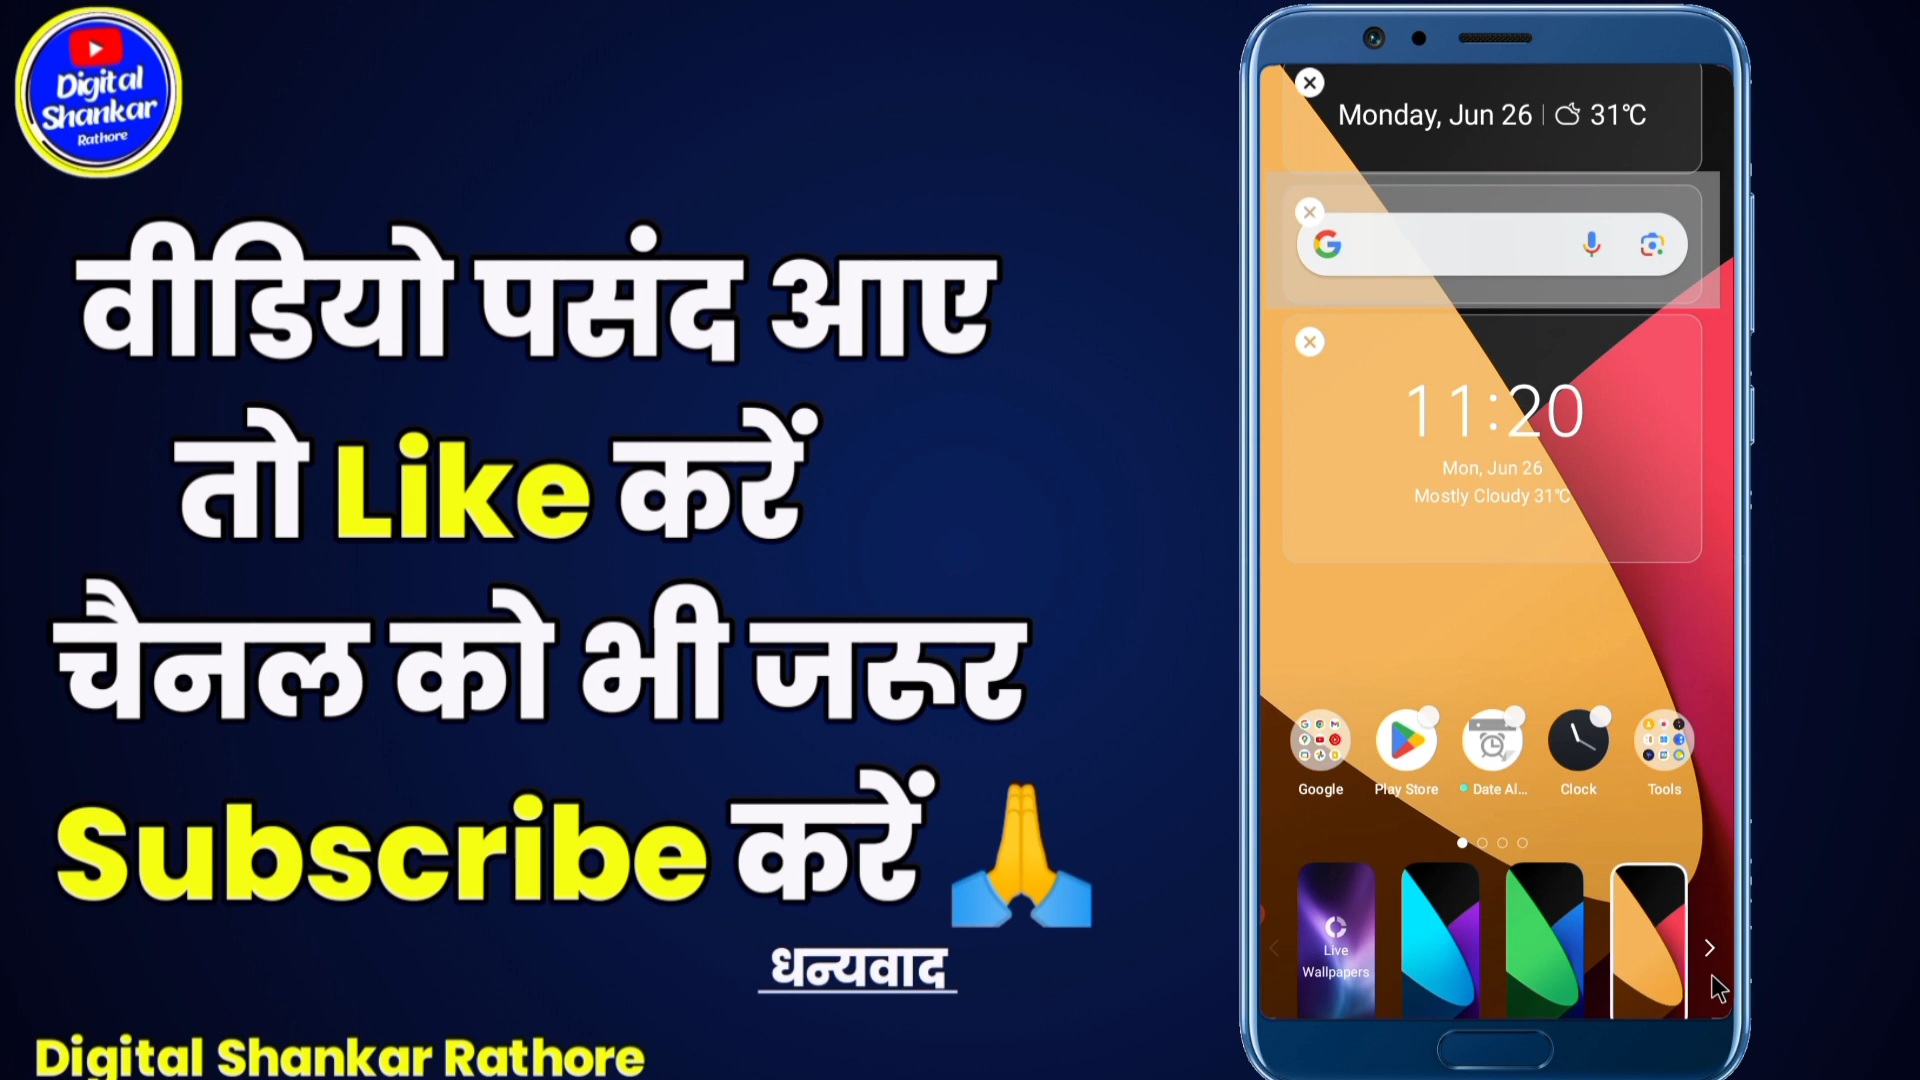 Digital
Shankar
Rathore
वीडियो पसंद आए
तो Like करें
चैनल को भी जरूर
Subscribe करें
धन्यवाद
Digital Shankar Rathore
Monday, Jun 26 31°C
11:20
Mon, Jun 26
Mostly Cloudy 31°C
Google Play Store Date Al... Clock Tools
Live
Wallpapers